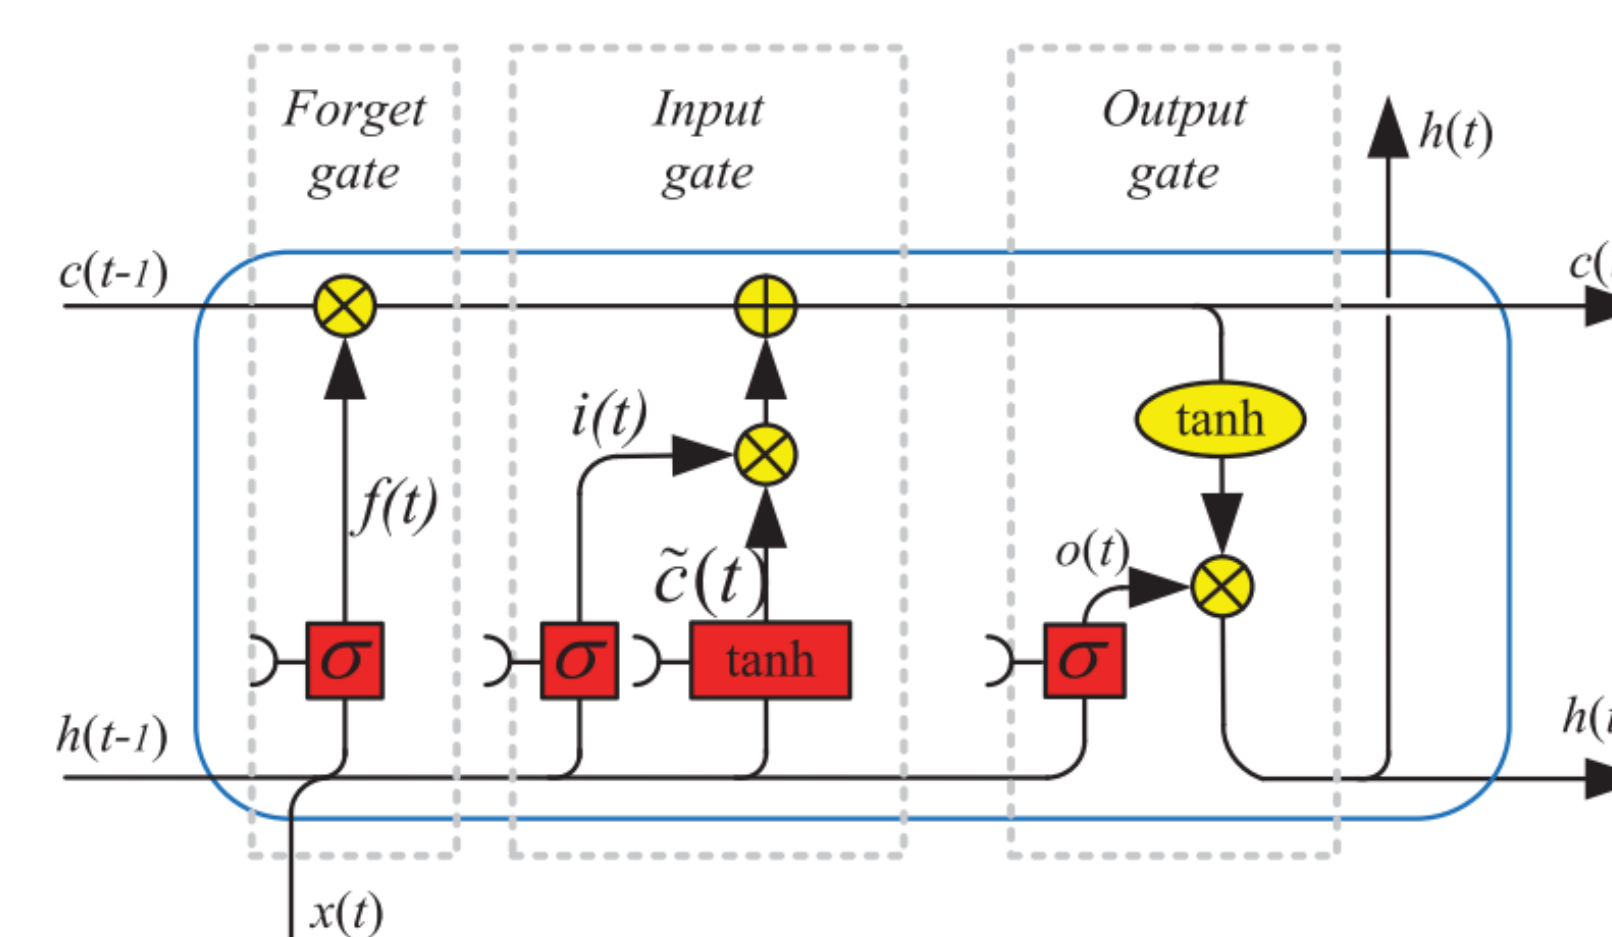 Forget
gate
Input
gate
Output
gate
h(t)
c(t-1)
c(
i(t)
tanh
f(t)
c̃(t)
o(t)
σ
σ
tanh
σ
h(t-1)
h(t
x(t)